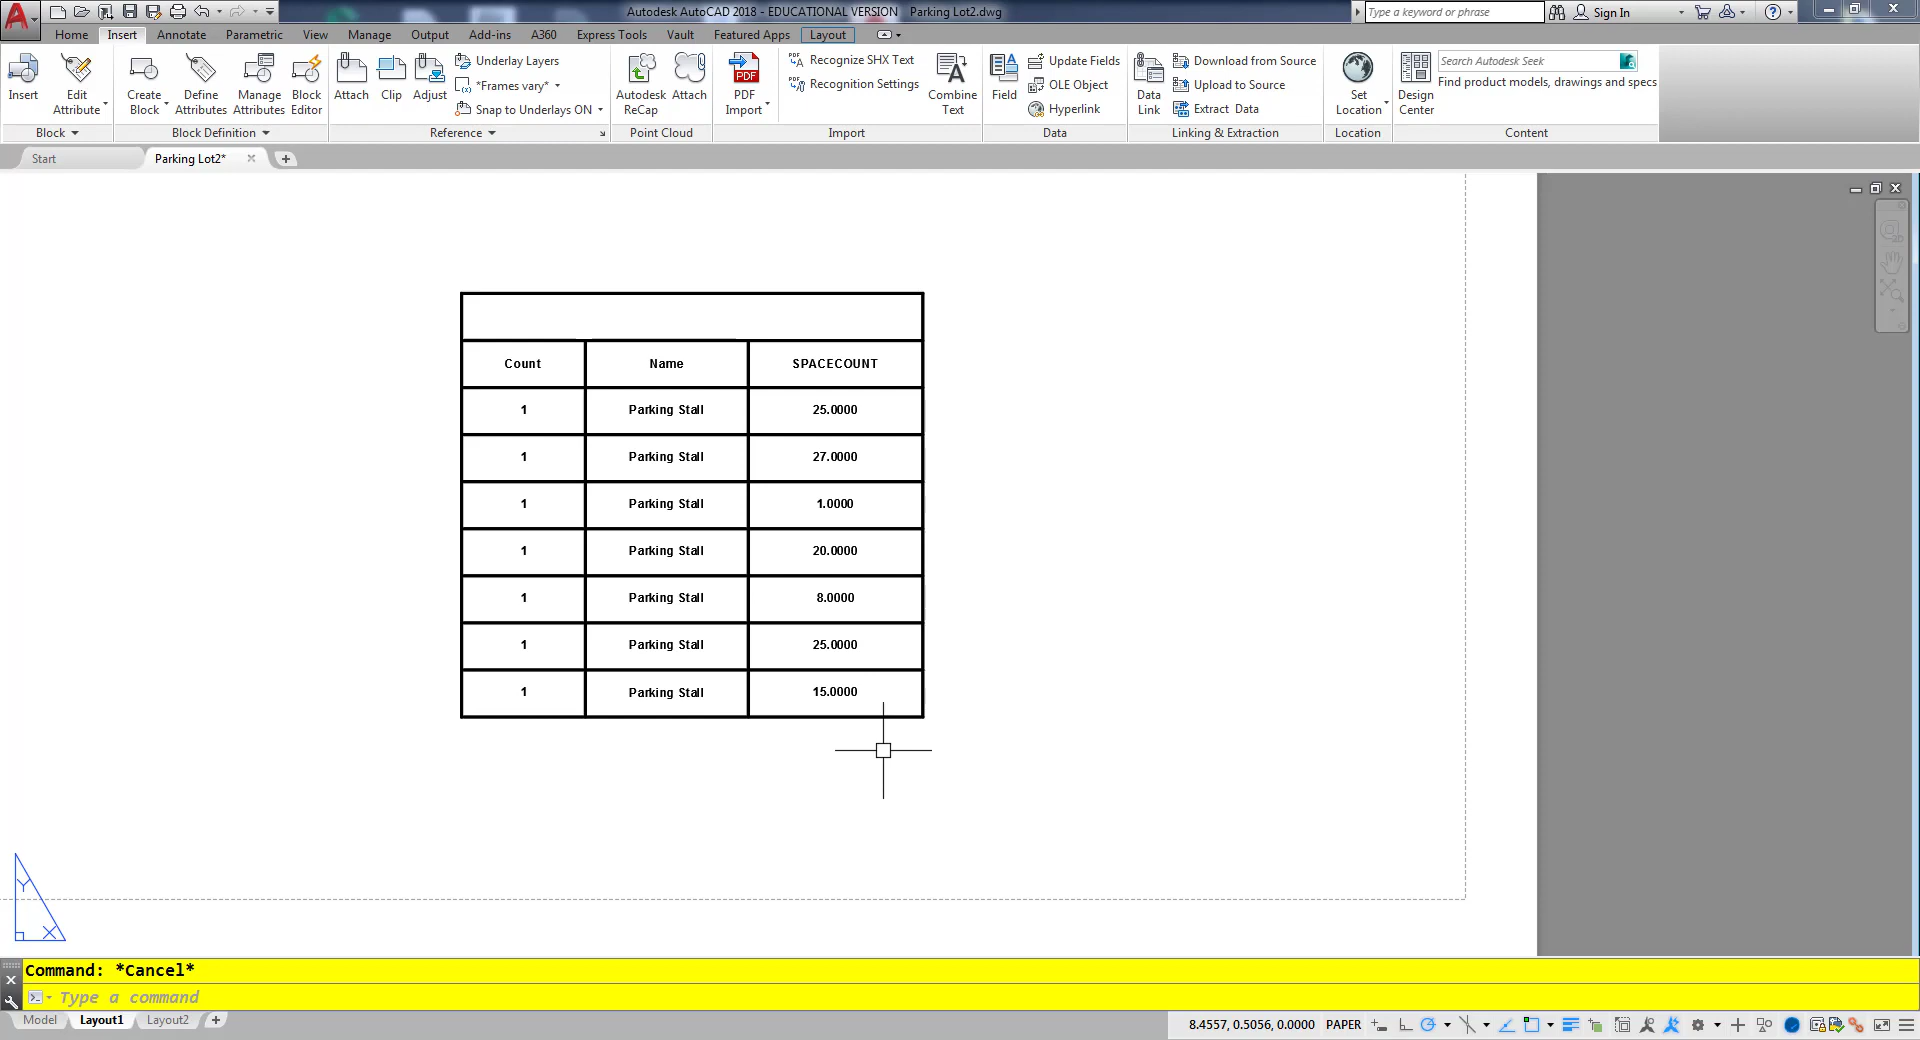 Autodesk AutoCAD 2018 - EDUCATIONAL VERSION Parking Lot2.dwg
Type a keyword or phrase
Sign In
Home Insert Annotate Parametric View Manage Output Add-ins A360 Express Tools Vault Featured Apps Layout
Insert
Edit
Attribute
Block
Create
Block
Define
Attributes
Manage
Attributes
Block
Editor
Block Definition
Attach
Clip
Adjust
Underlay Layers
*Frames vary*
Snap to Underlays ON
Reference
Autodesk
ReCap
Attach
Point Cloud
PDF
PDF
Import
Recognize SHX Text
Recognition Settings
Combine
Text
Import
Field
Update Fields
OLE Object
Hyperlink
Data
Data
Link
Download from Source
Upload to Source
Extract Data
Linking & Extraction
Set
Location
Location
Design
Center
Search Autodesk Seek
Find product models, drawings and specs
Content
Start
Parking Lot2*
Count Name SPACECOUNT
1 Parking Stall 25.0000
1 Parking Stall 27.0000
1 Parking Stall 1.0000
1 Parking Stall 20.0000
1 Parking Stall 8.0000
1 Parking Stall 25.0000
1 Parking Stall 15.0000
Y
X
Command: *Cancel*
Type a command
Model Layout1 Layout2
8.4557, 0.5056, 0.0000 PAPER